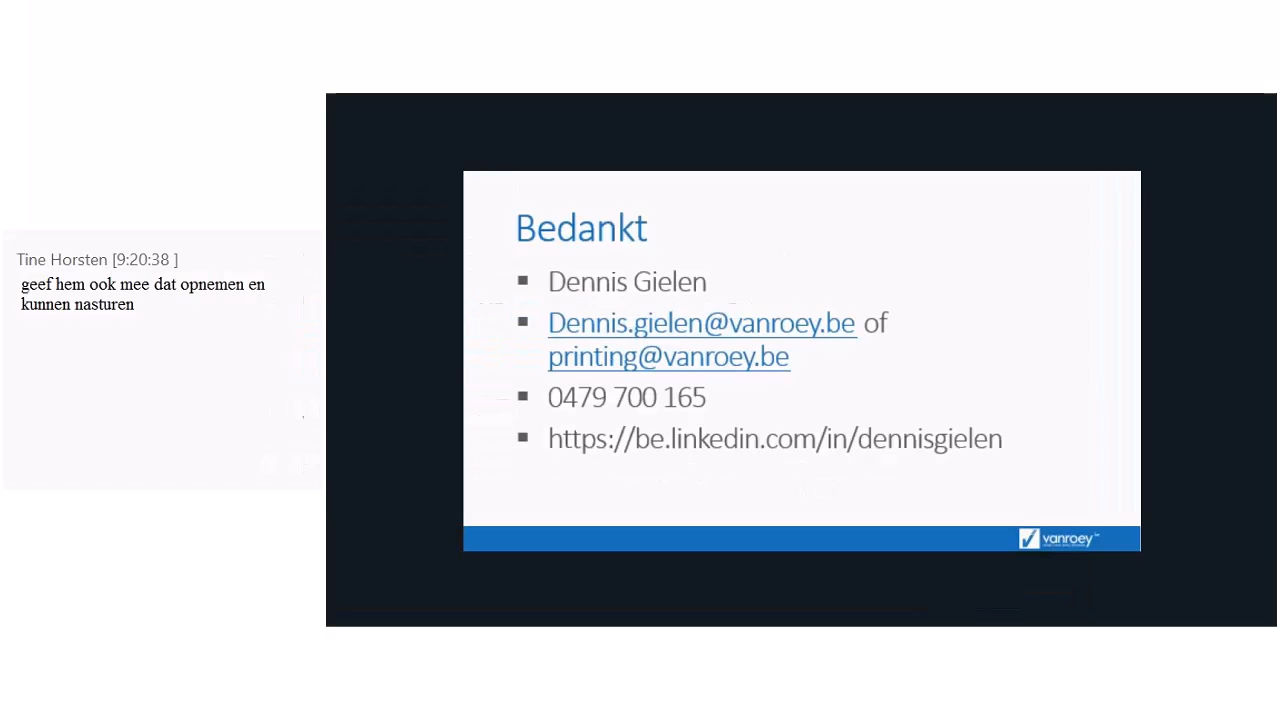 Tine Horsten [9:20:38 ]
geef hem ook mee dat opnemen en
kunnen nasturen
Bedankt
Dennis Gielen
Dennis.gielen@vanroey.be of
printing@vanroey.be
0479 700 165
https://be.linkedin.com/in/dennisgielen
vanroey